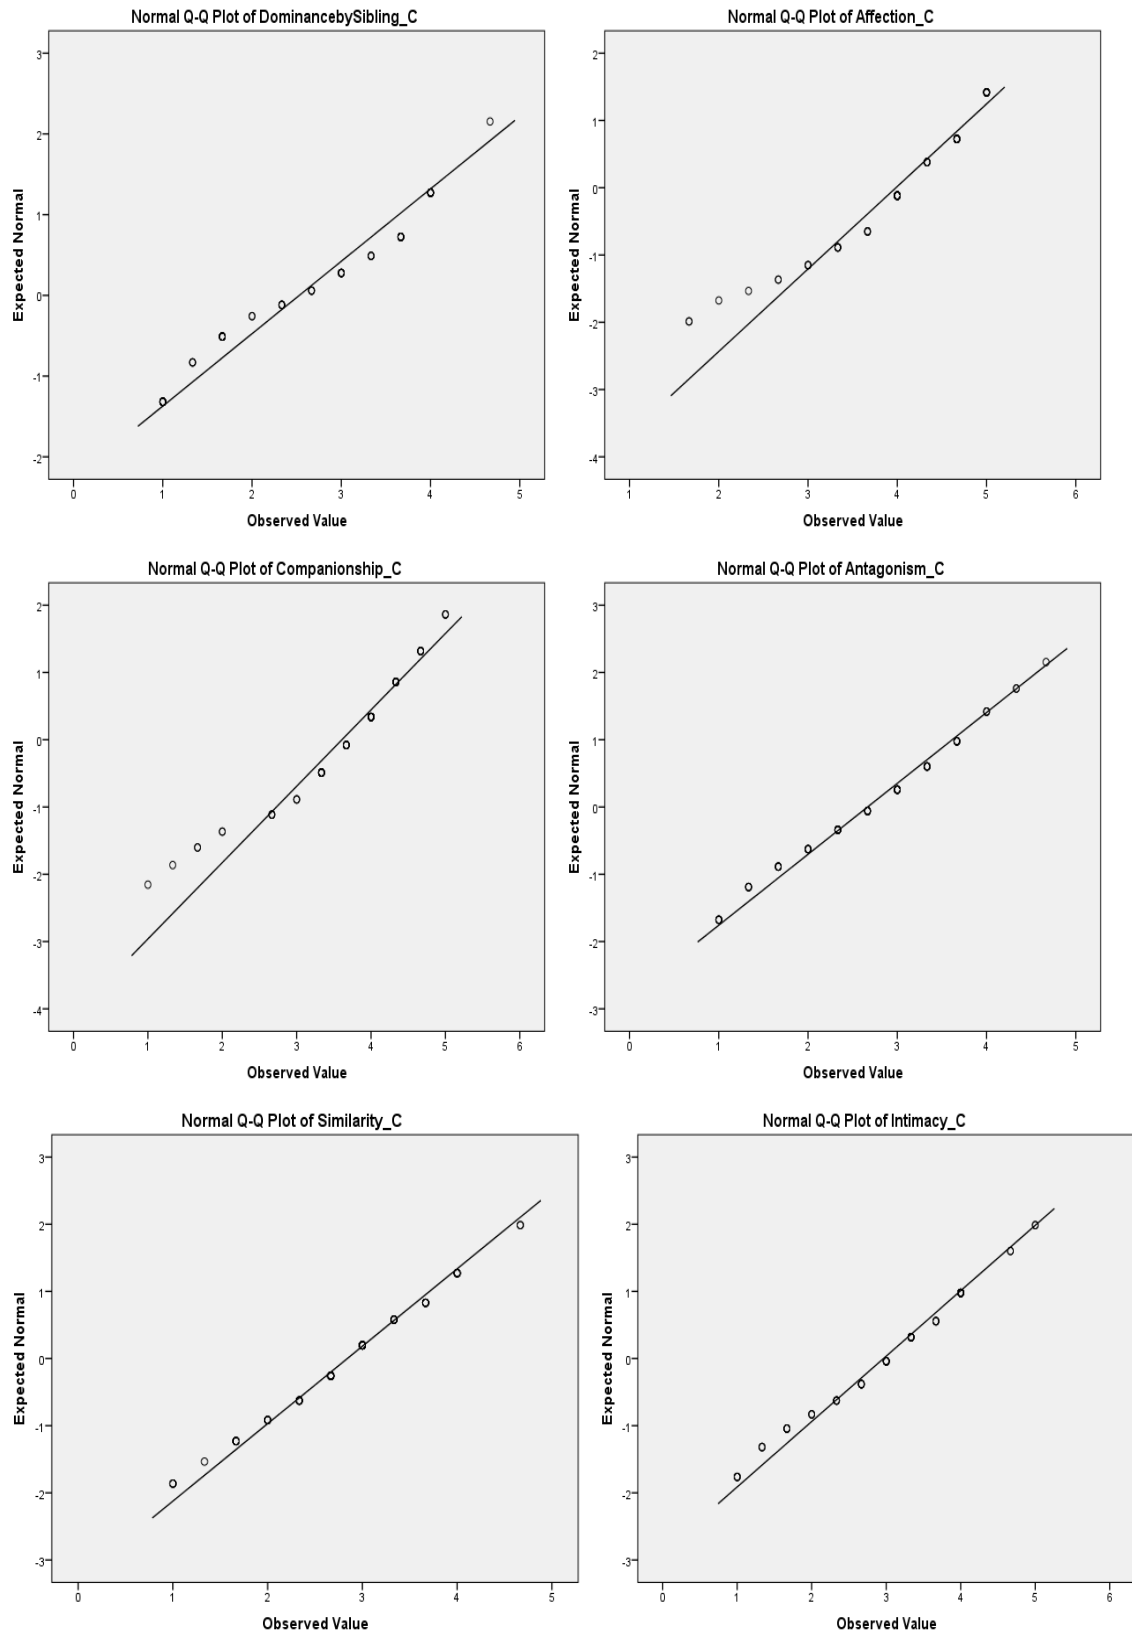 Normal Q-Q Plot of DominancebySibling_C
3
2
1
0
-1
-2
Expected Normal
0 1 2 3 4 5
Observed Value
Normal Q-Q Plot of Affection_C
2
1
0
-1
-2
-3
-4
Expected Normal
1 2 3 4 5 6
Observed Value
Normal Q-Q Plot of Companionship_C
2
1
0
-1
-2
-3
-4
Expected Normal
0 1 2 3 4 5 6
Observed Value
Normal Q-Q Plot of Antagonism_C
3
2
1
0
-1
-2
-3
Expected Normal
0 1 2 3 4 5
Observed Value
Normal Q-Q Plot of Similarity_C
3
2
1
0
-1
-2
-3
Expected Normal
0 1 2 3 4 5
Observed Value
Normal Q-Q Plot of Intimacy_C
3
2
1
0
-1
-2
-3
Expected Normal
0 1 2 3 4 5 6
Observed Value